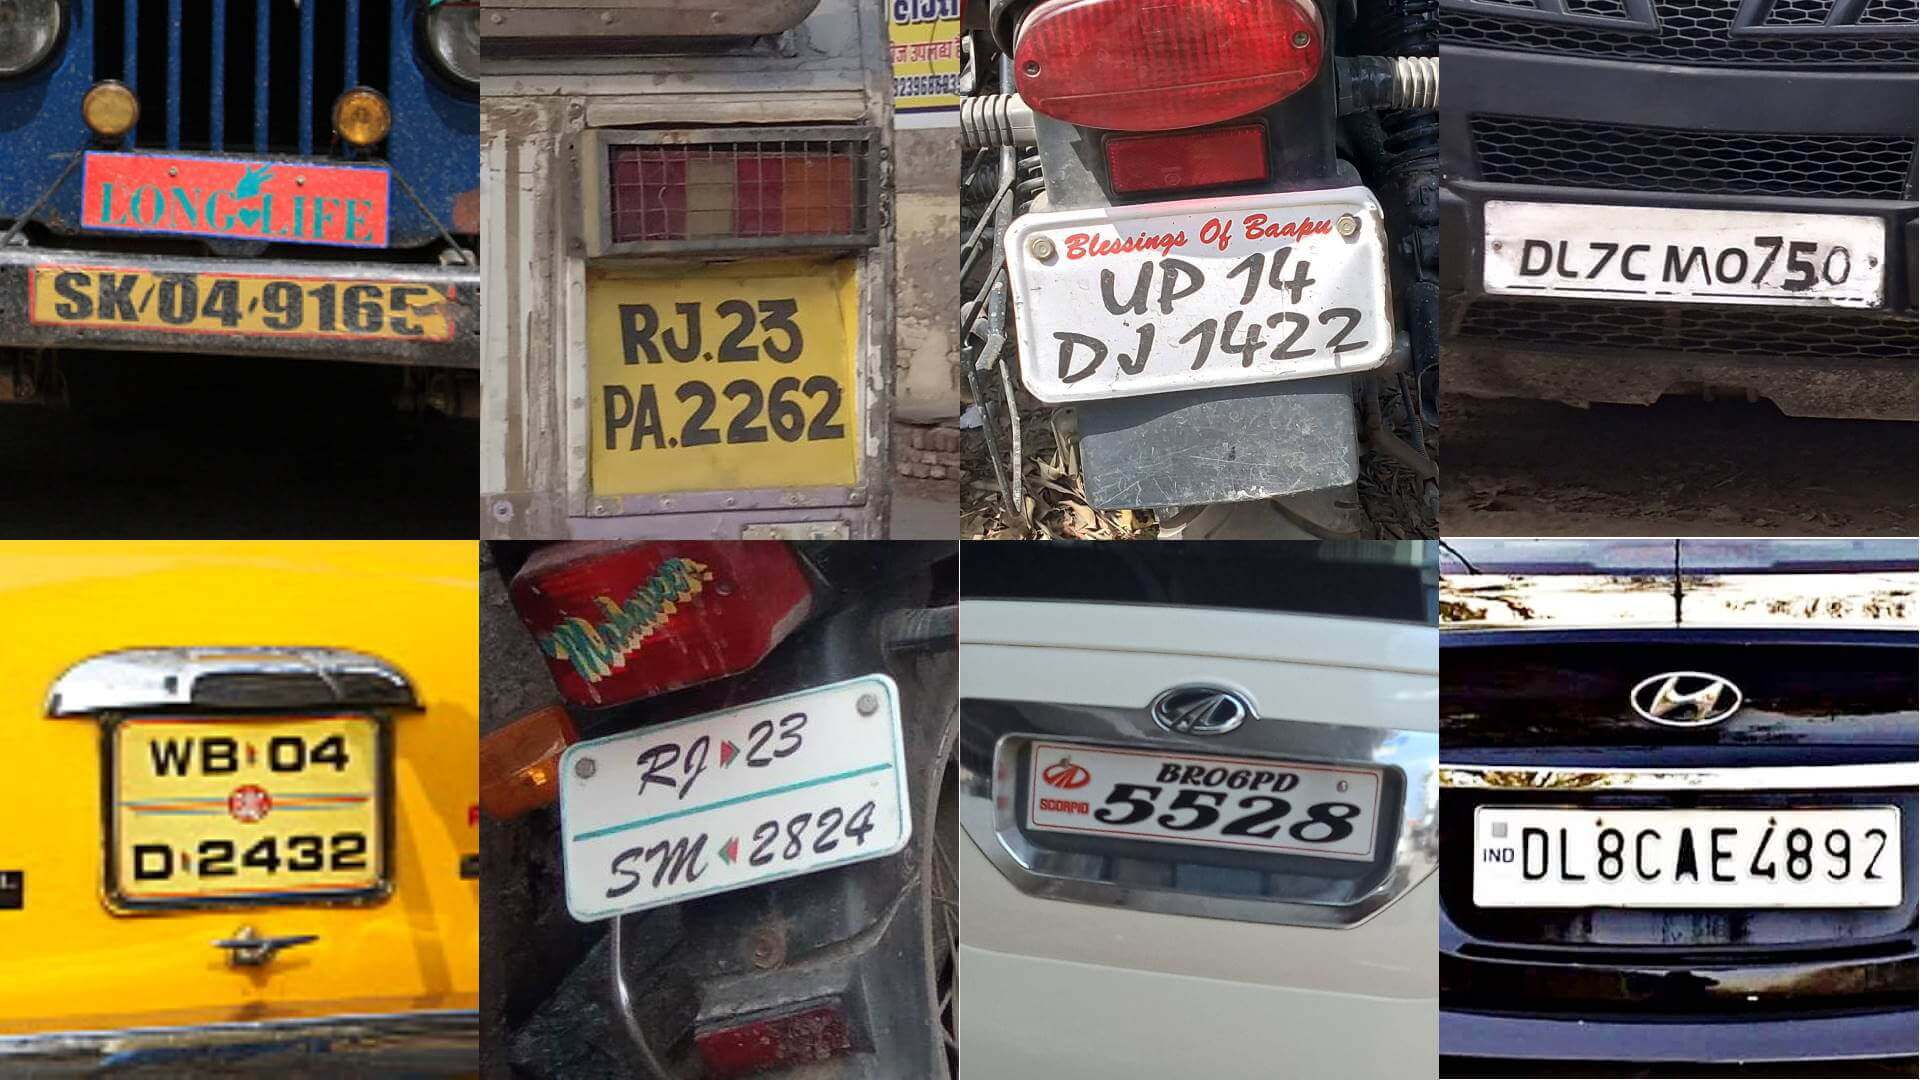 LONG LIFE
SK/04/9165
RJ.23
PA.2262
Blessings Of Baapu
UP 14
DJ 1422
DL7C MO750
WB 04
D 2432
Malaveer
RJ 23
SM 2824
SCORPIO
BR06PD
5528
IND DL8CAE4892